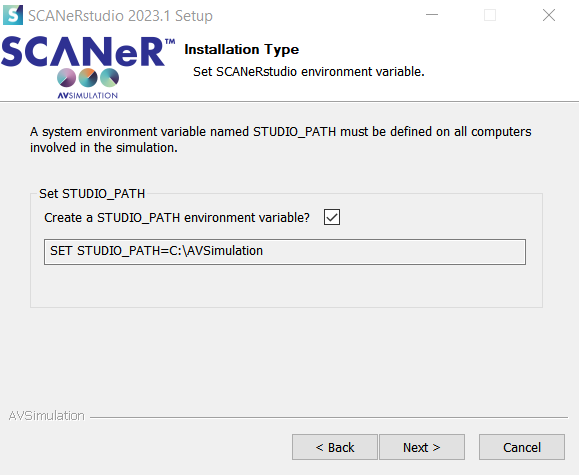 SCANeRstudio 2023.1 Setup
SCANeR™
AVSIMULATION
Installation Type
Set SCANeRstudio environment variable.
A system environment variable named STUDIO_PATH must be defined on all computers
involved in the simulation.
Set STUDIO_PATH
Create a STUDIO_PATH environment variable?
SET STUDIO_PATH=C:\AVSimulation
AVSimulation
< Back
Next >
Cancel